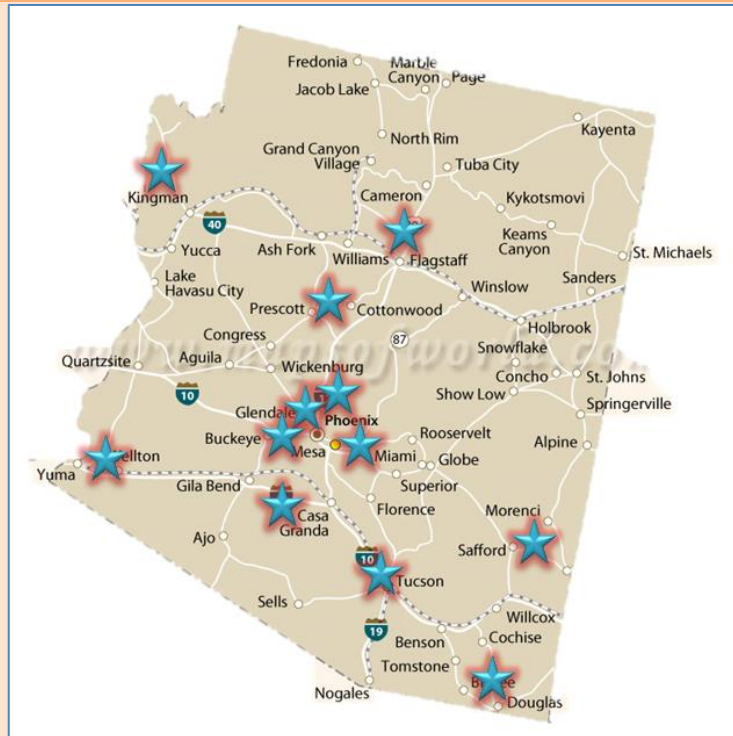 Fredonia
Marble
Canyon
Page
Jacob Lake
Kayenta
North Rim
Grand Canyon
Village
Tuba City
Kingman
Cameron
Kykotsmovi
40
Keams
Canyon
Yucca
Ash Fork
Williams
Flagstaff
St. Michaels
Lake
Havasu City
Winslow
Sanders
Prescott
Cottonwood
Holbrook
Congress
87
Snowflake
Quartzsite
Aguila
Wickenburg
Concho
St. Johns
10
Show Low
Springerville
Glendale
Phoenix
Buckeye
Mesa
Roosevelt
Alpine
Miami
Globe
Yuma
Gila Bend
Superior
Florence
Morenci
Casa
Granda
Ajo
Safford
10
Tucson
Sells
Willcox
19
Benson
Cochise
Tomstone
Nogales
Douglas